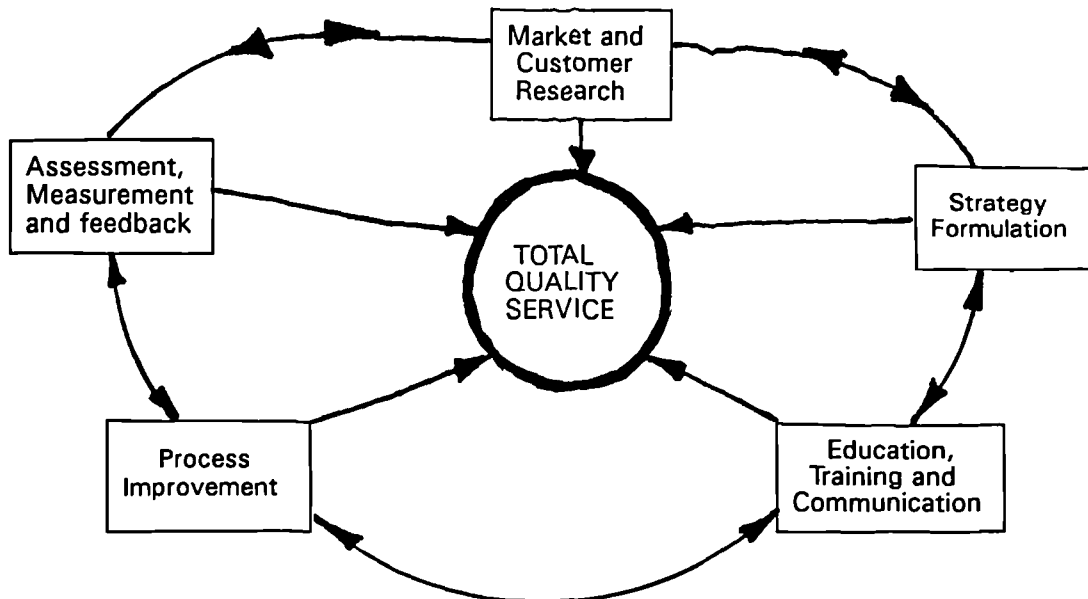 Market and
Customer
Research
Assessment,
Measurement
and feedback
Strategy
Formulation
TOTAL
QUALITY
SERVICE
Process
Improvement
Education,
Training and
Communication